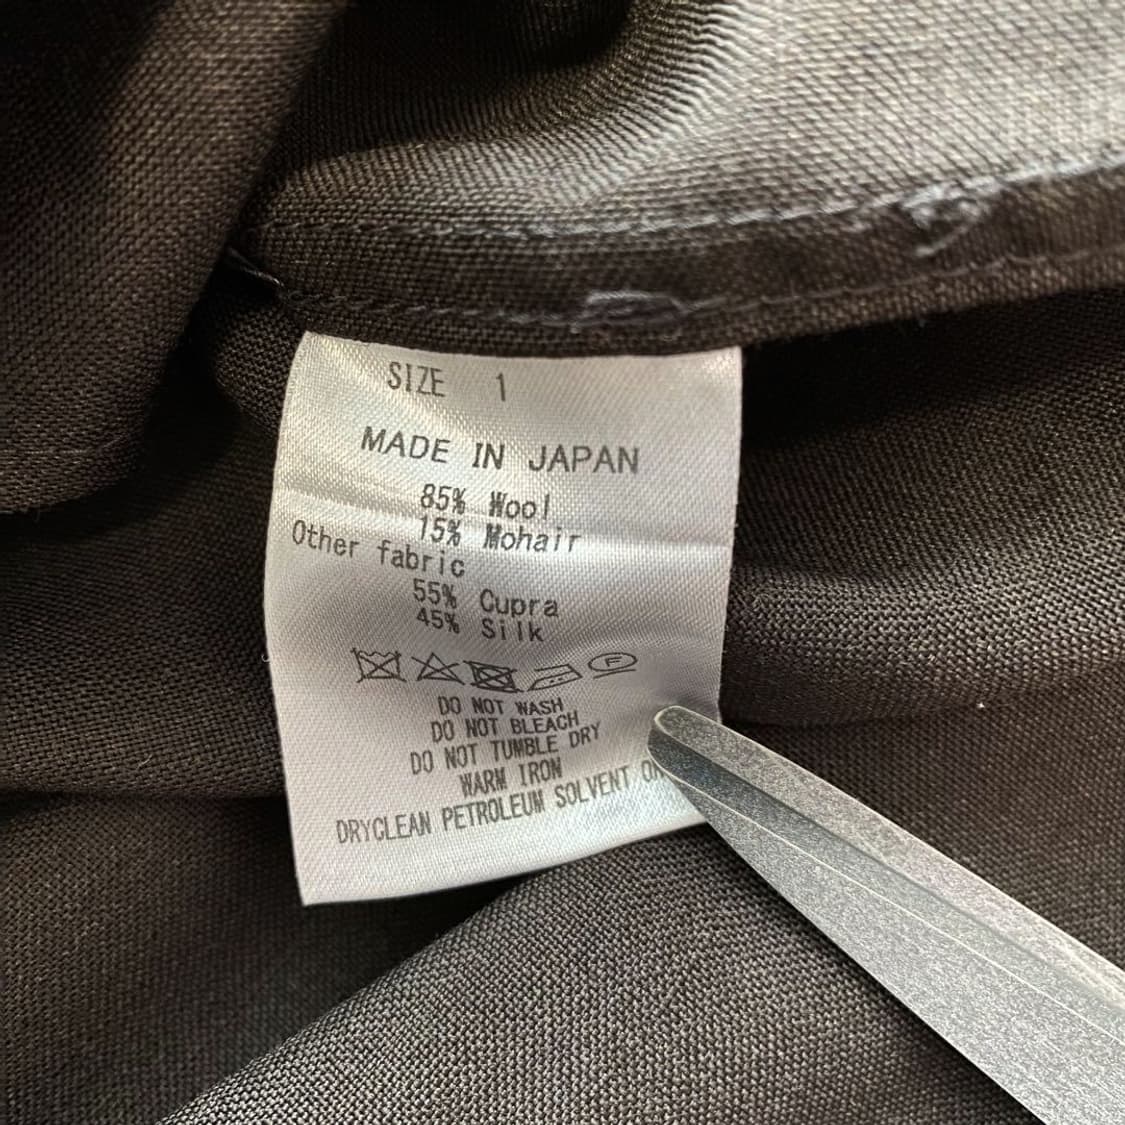 SIZE 1
MADE IN JAPAN
85% Wool
15% Mohair
Other fabric
55% Cupra
45% Silk
F
DO NOT WASH
DO NOT BLEACH
DO NOT TUMBLE DRY
WARM IRON
DRYCLEAN PETROLEUM SOLVENT